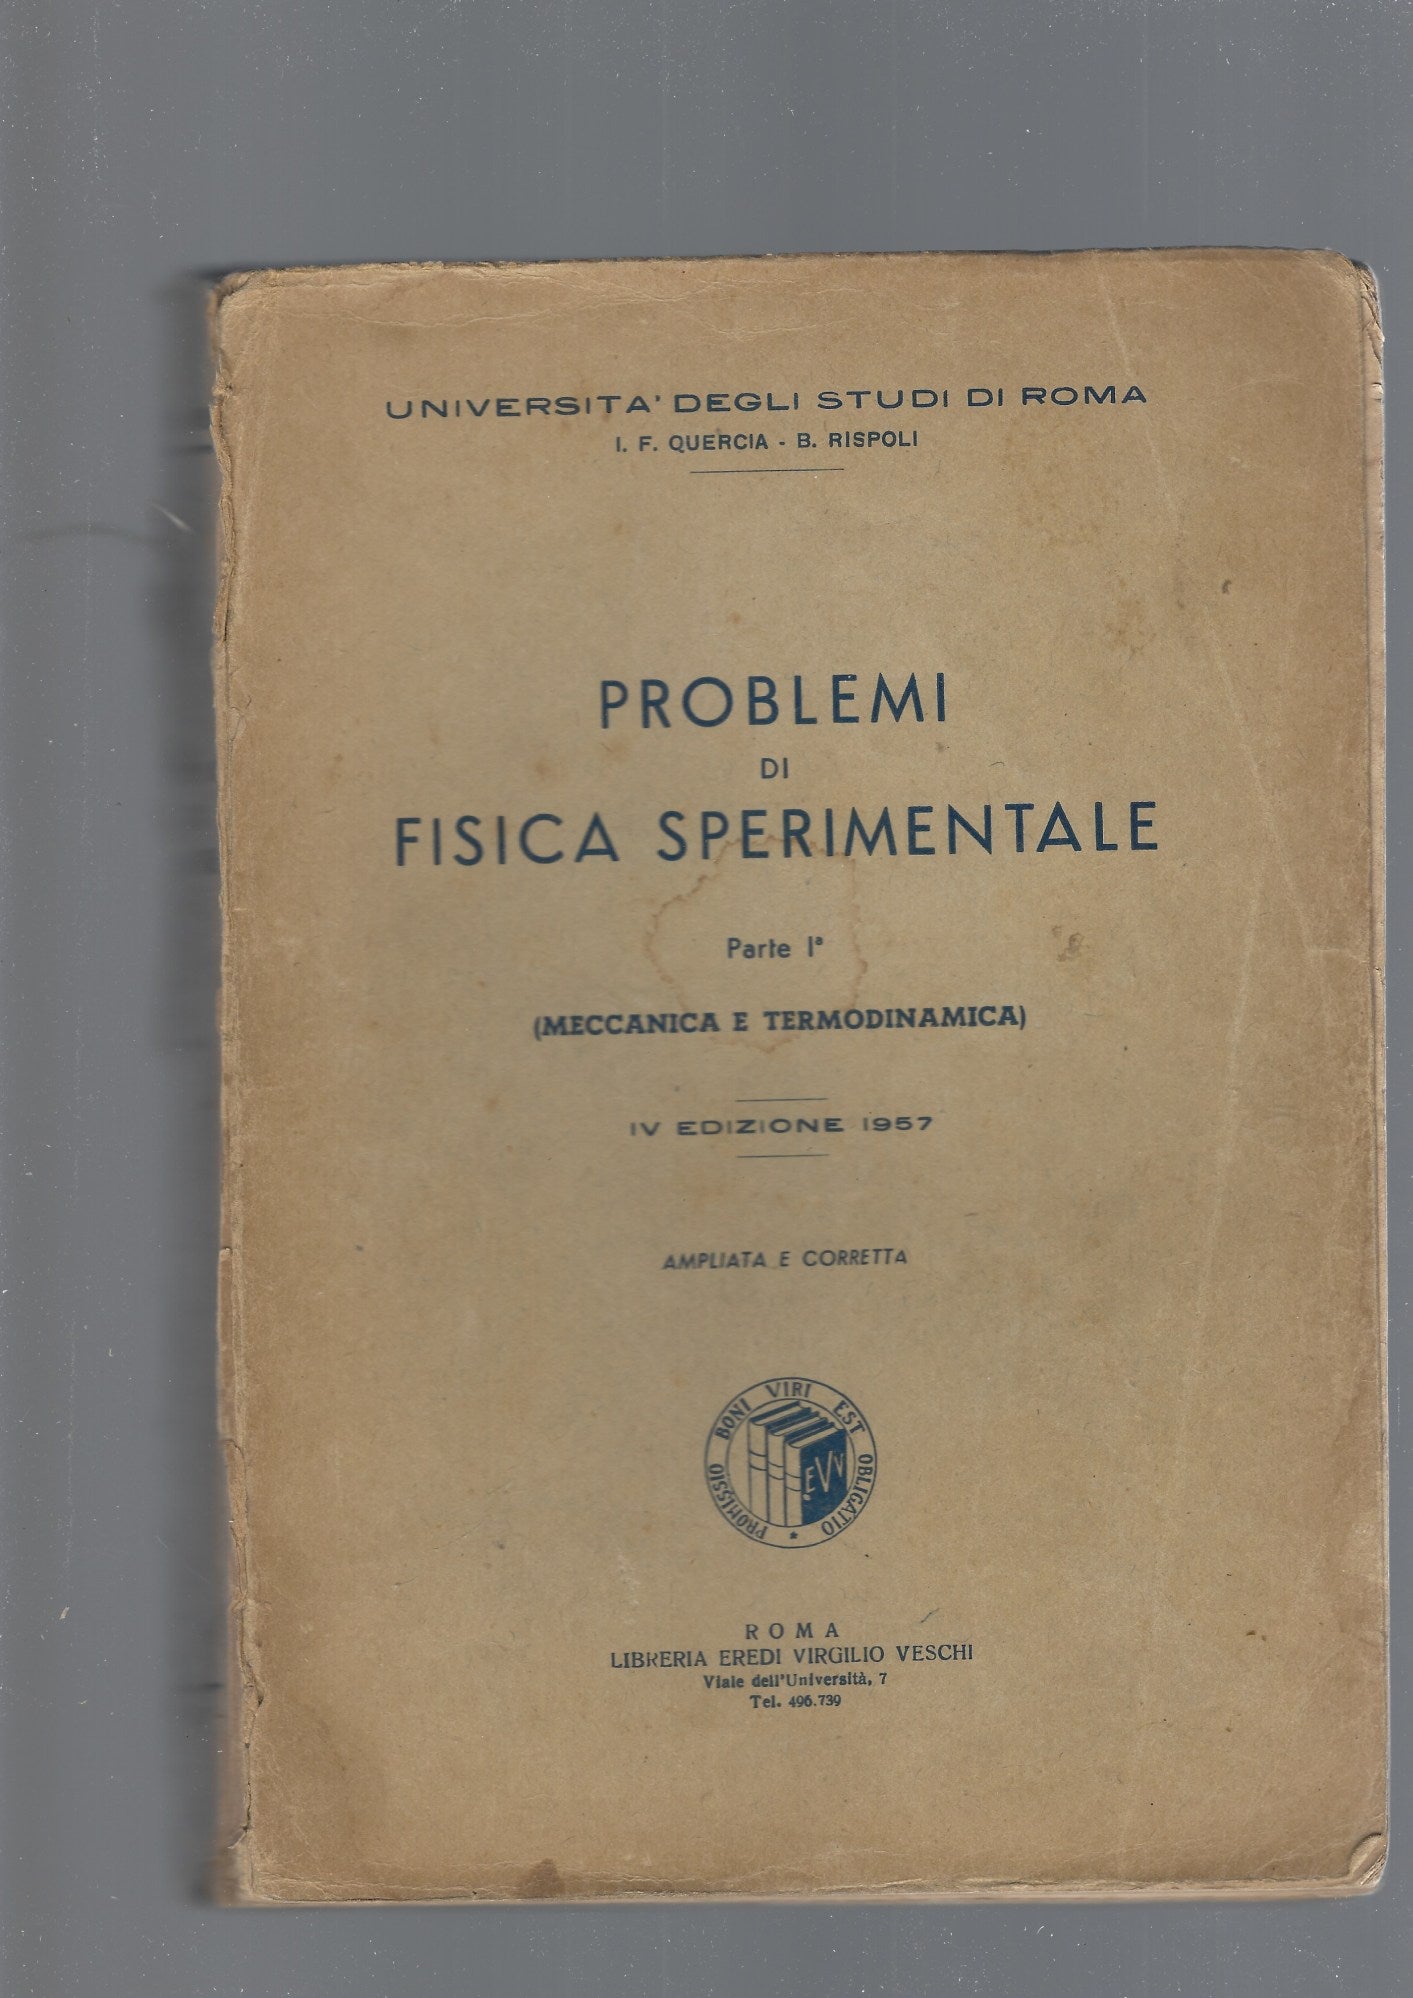 UNIVERSITA' DEGLI STUDI DI ROMA
I. F. QUERCIA - B. RISPOLI
PROBLEMI
DI
FISICA SPERIMENTALE
Parte Iª
(MECCANICA E TERMODINAMICA)
IV EDIZIONE 1957
AMPLIATA E CORRETTA
PROMISSIO BONI VIRI EST OBLIGATIO *
EVV
ROMA
LIBRERIA EREDI VIRGILIO VESCHI
Viale dell'Università, 7
Tel. 496.739